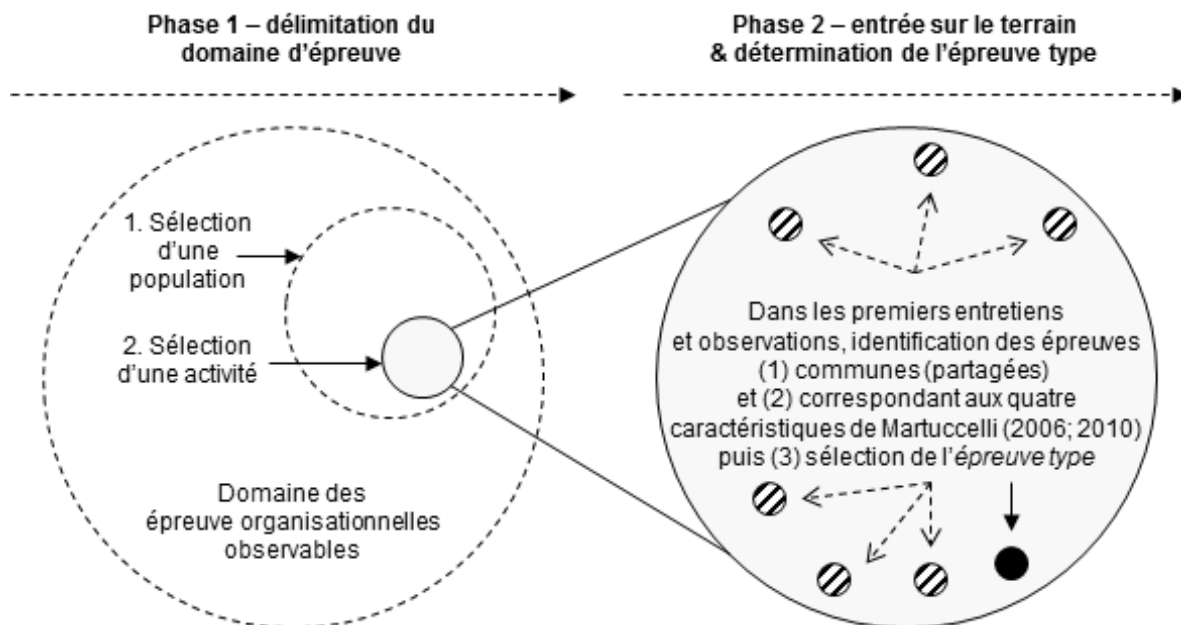 Phase 1 – délimitation du
domaine d'épreuve
Phase 2 – entrée sur le terrain
& détermination de l'épreuve type
1. Sélection
d'une
population
2. Sélection
d'une activité
Domaine des
épreuve organisationnelles
observables
Dans les premiers entretiens
et observations, identification des épreuves
(1) communes (partagées)
et (2) correspondant aux quatre
caractéristiques de Martuccelli (2006; 2010)
puis (3) sélection de l'épreuve type